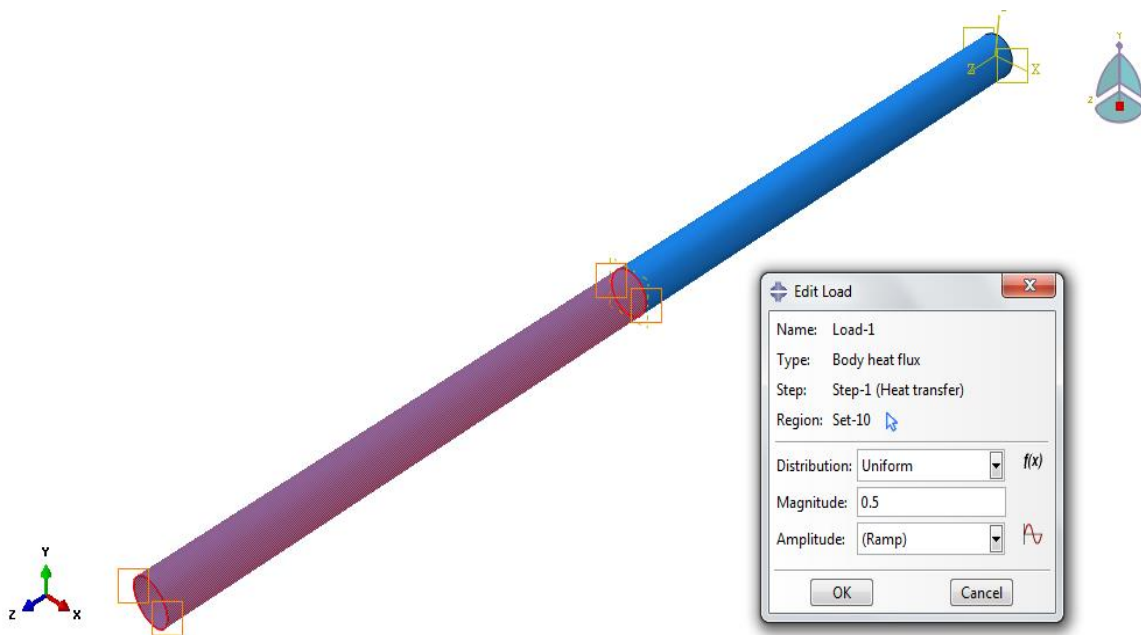 Z
X
Y
Z
Edit Load
X
Name: Load-1
Type: Body heat flux
Step: Step-1 (Heat transfer)
Region: Set-10
Distribution: Uniform f(x)
Magnitude: 0.5
Amplitude: (Ramp)
OK Cancel
Y
Z
X